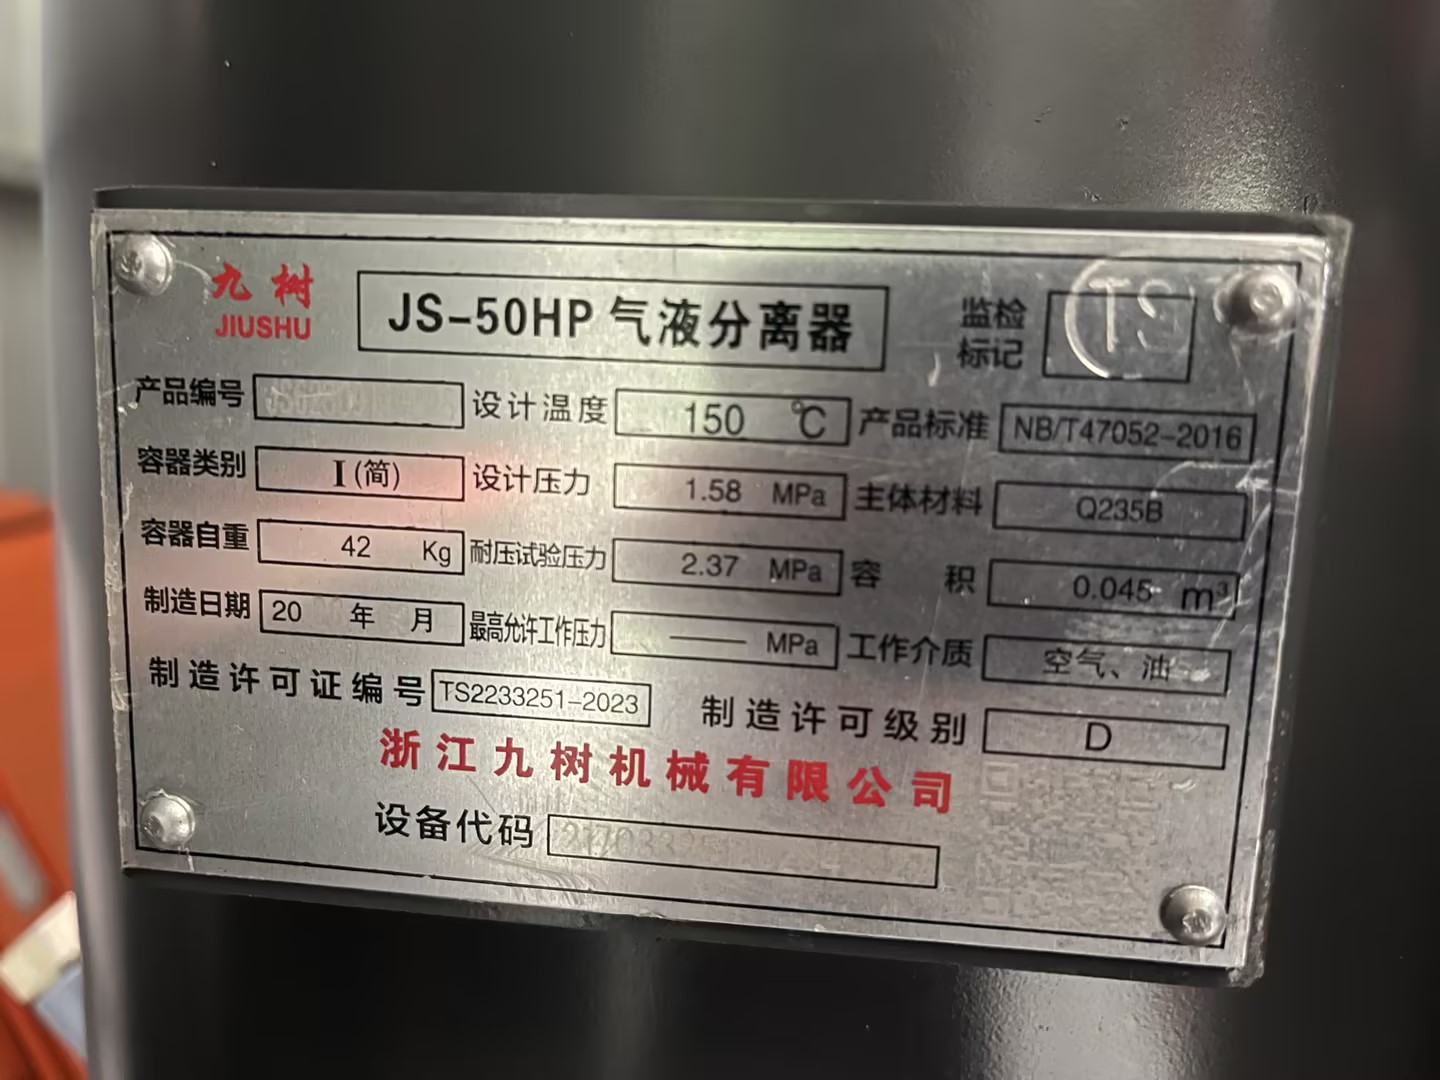 九树
JIUSHU
JS-50HP 气液分离器
监检
标记
产品编号 设计温度 150 ℃ 产品标准 NB/T47052-2016
容器类别 I(简) 设计压力 1.58 MPa 主体材料 Q235B
容器自重 42 Kg 耐压试验压力 2.37 MPa 容 积 0.045 m³
制造日期 20 年 月 最高允许工作压力 —— MPa 工作介质 空气、油
制造许可证编号 TS2233251-2023 制造许可级别 D
浙江九树机械有限公司
设备代码